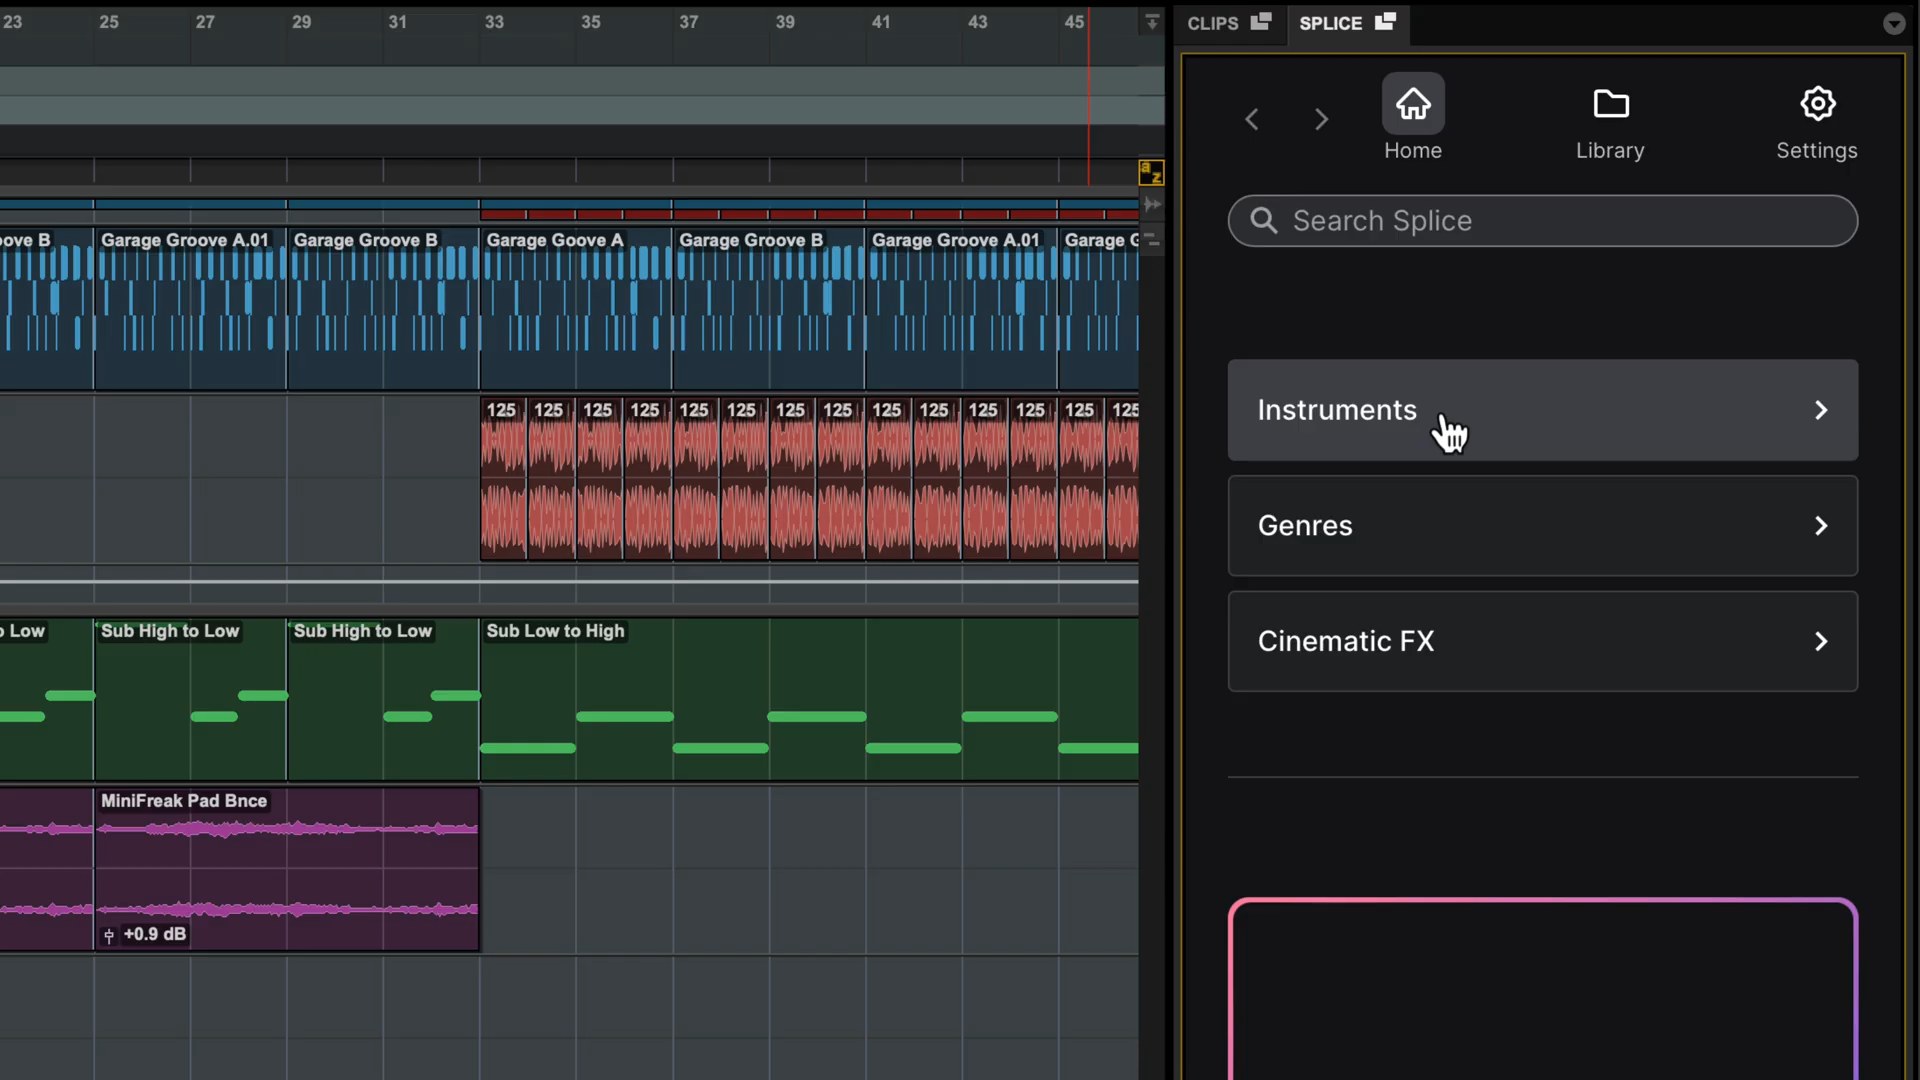 23 25 27 29 31 33 35 37 39 41 43 45
CLIPS SPLICE
Home Library Settings
a z
Search Splice
Garage Groove A.01 Garage Groove B Garage Goove A Garage Groove B Garage Groove A.01 Garage
Instruments
125 125 125 125 125 125 125 125 125 125 125 125 125 125
Genres
Low Sub High to Low Sub High to Low Sub Low to High
Cinematic FX
MiniFreak Pad Bnce
+0.9 dB